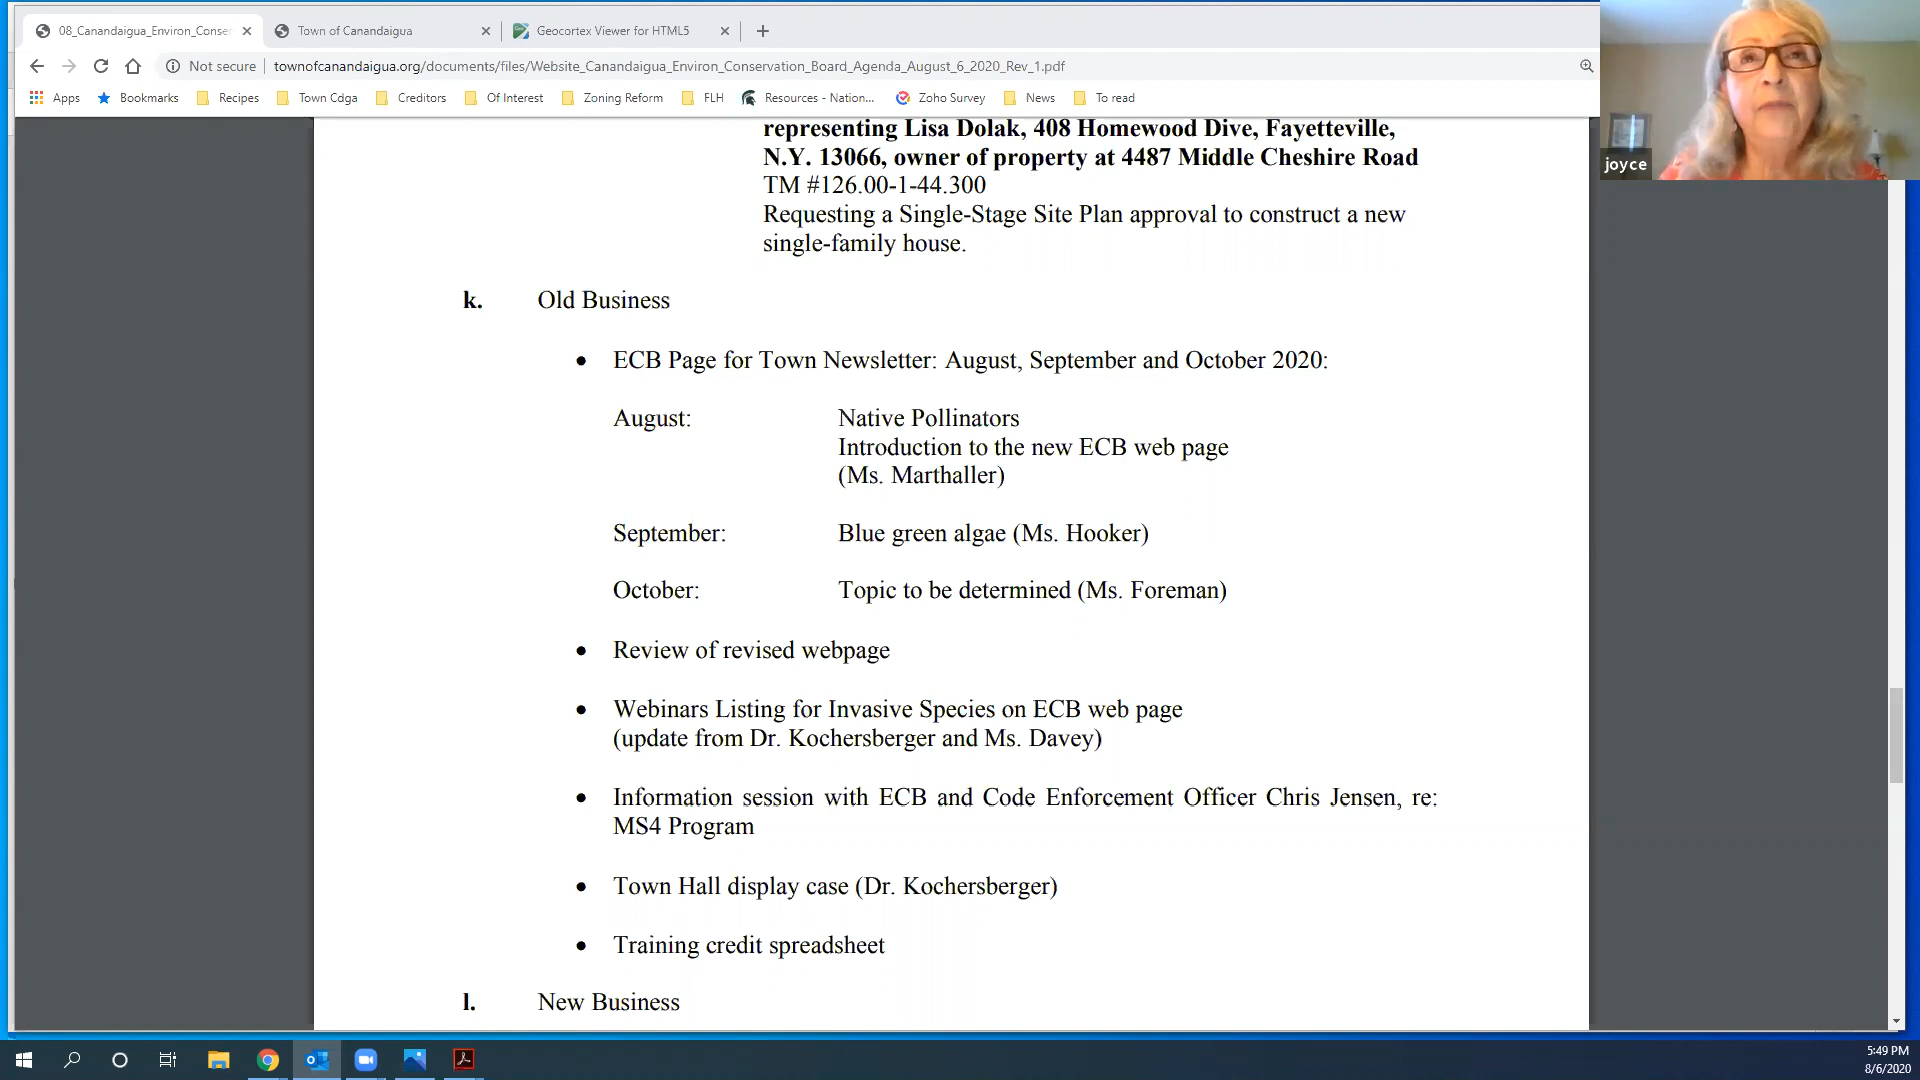 08_Canandaigua_Environ_Conser
Town of Canandaigua
Geocortex Viewer for HTML5
Not secure
townofcanandaigua.org/documents/files/Website_Canandaigua_Environ_Conservation_Board_Agenda_August_6_2020_Rev_1.pdf
Apps
Bookmarks
Recipes
Town Cdga
Creditors
Of Interest
Zoning Reform
FLH
Resources - Nation...
Zoho Survey
News
To read
joyce
representing Lisa Dolak, 408 Homewood Dive, Fayetteville,
N.Y. 13066, owner of property at 4487 Middle Cheshire Road
TM #126.00-1-44.300
Requesting a Single-Stage Site Plan approval to construct a new
single-family house.
k. Old Business
• ECB Page for Town Newsletter: August, September and October 2020:
August: Native Pollinators
Introduction to the new ECB web page
(Ms. Marthaller)
September: Blue green algae (Ms. Hooker)
October: Topic to be determined (Ms. Foreman)
• Review of revised webpage
• Webinars Listing for Invasive Species on ECB web page
(update from Dr. Kochersberger and Ms. Davey)
• Information session with ECB and Code Enforcement Officer Chris Jensen, re:
MS4 Program
• Town Hall display case (Dr. Kochersberger)
• Training credit spreadsheet
l. New Business
5:49 PM
8/6/2020